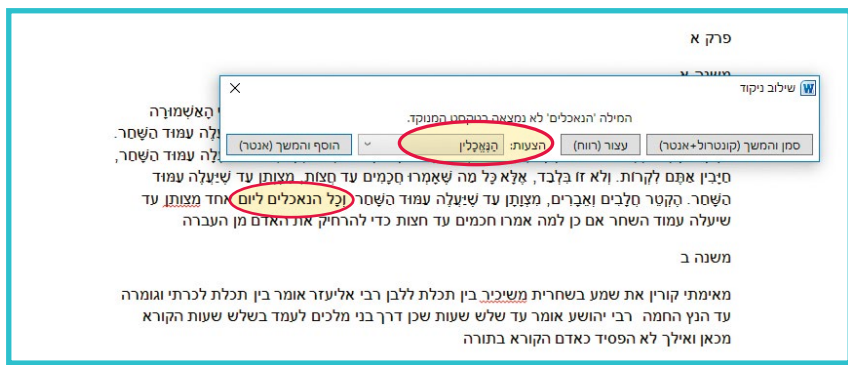 פרק א
משנה א
שילוב ניקוד
המילה 'הנאכלים' לא נמצאה בטקסט המנוקד.
סמן והמשך (קונטרול+אנטר) עצור (רווח) הצעות: הַנֶּאֱכָלִין הוסף והמשך (אנטר)
הָאַשְׁמוּרָה
עַמּוּד הַשָּׁחַר.
עַמּוּד הַשָּׁחַר,
חַיָּבִין אַתֶּם לִקְרוֹת. וְלֹא זוֹ בִּלְבַד, אֶלָּא כָּל מַה שֶּׁאָמְרוּ חֲכָמִים עַד חֲצוֹת, מִצְוָתָן עַד שֶׁיַּעֲלֶה עַמּוּד
הַשָּׁחַר. הֶקְטֵר חֲלָבִים וְאֵבָרִים, מִצְוָתָן עַד שֶׁיַּעֲלֶה עַמּוּד הַשָּׁחַר וְכָל הנאכלים ליום אחד מצותן עד
שיעלה עמוד השחר אם כן למה אמרו חכמים עד חצות כדי להרחיק את האדם מן העברה
משנה ב
מאימתי קורין את שמע בשחרית משיכיר בין תכלת ללבן רבי אליעזר אומר בין תכלת לכרתי וגומרה
עד הנץ החמה רבי יהושע אומר עד שלש שעות שכן דרך בני מלכים לעמד בשלש שעות הקורא
מכאן ואילך לא הפסיד כאדם הקורא בתורה